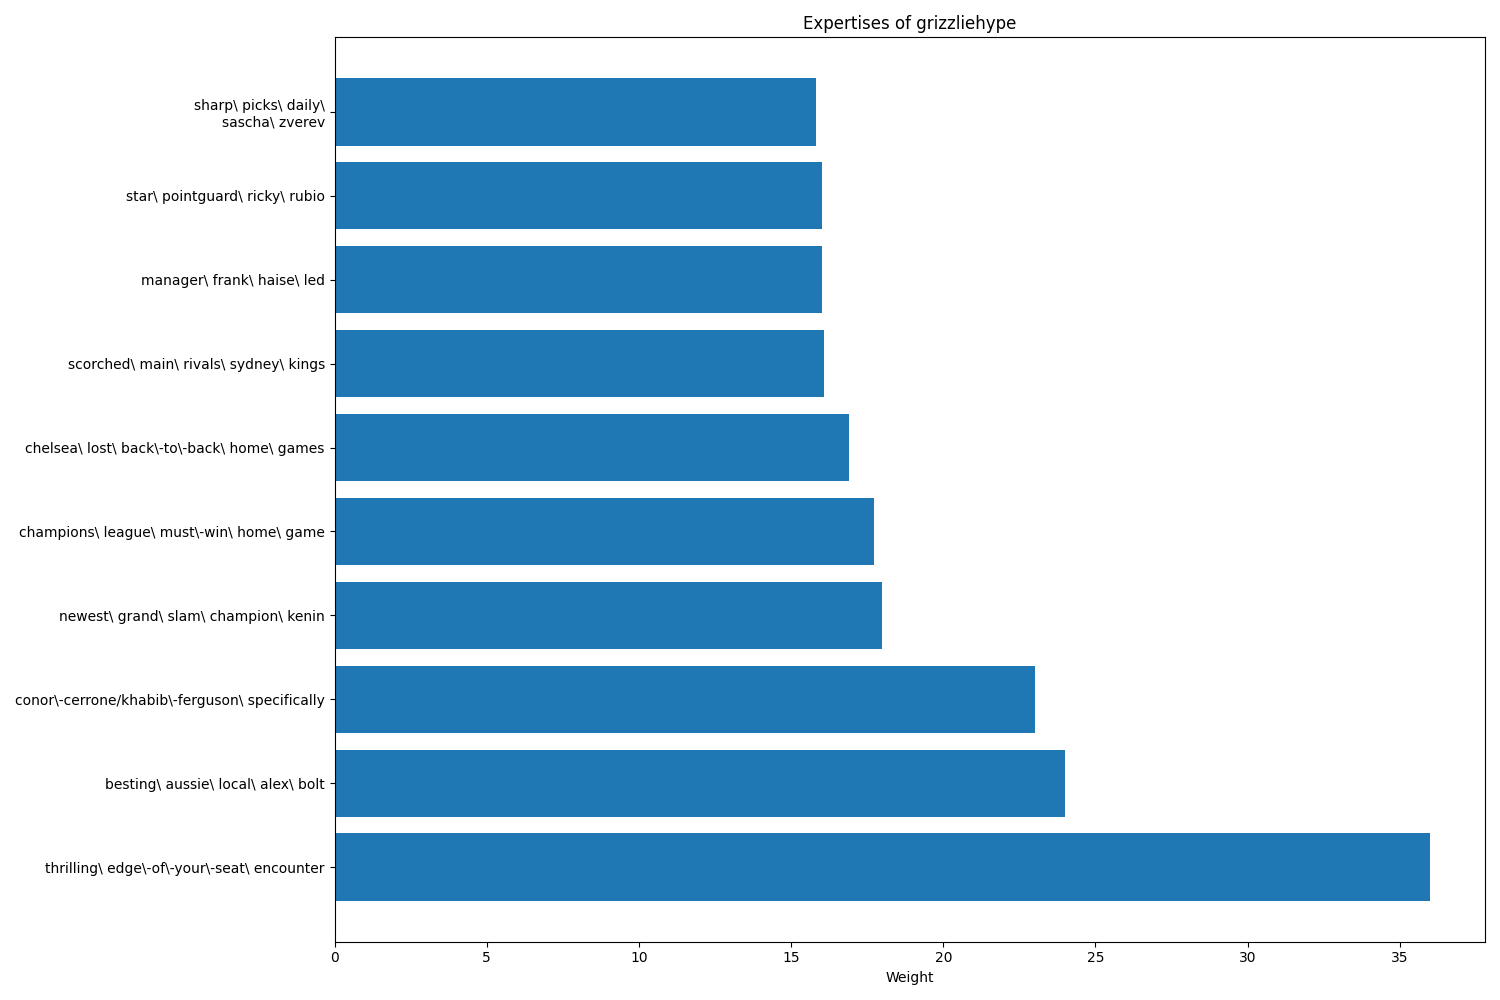 Expertises of grizzliehype
sharp\ picks\ daily\
sascha\ zverev
star\ pointguard\ ricky\ rubio
manager\ frank\ haise\ led
scorched\ main\ rivals\ sydney\ kings
chelsea\ lost\ back\-to\-back\ home\ games
champions\ league\ must\-win\ home\ game
newest\ grand\ slam\ champion\ kenin
conor\-cerrone/khabib\-ferguson\ specifically
besting\ aussie\ local\ alex\ bolt
thrilling\ edge\-of\-your\-seat\ encounter
0 5 10 15 20 25 30 35
Weight